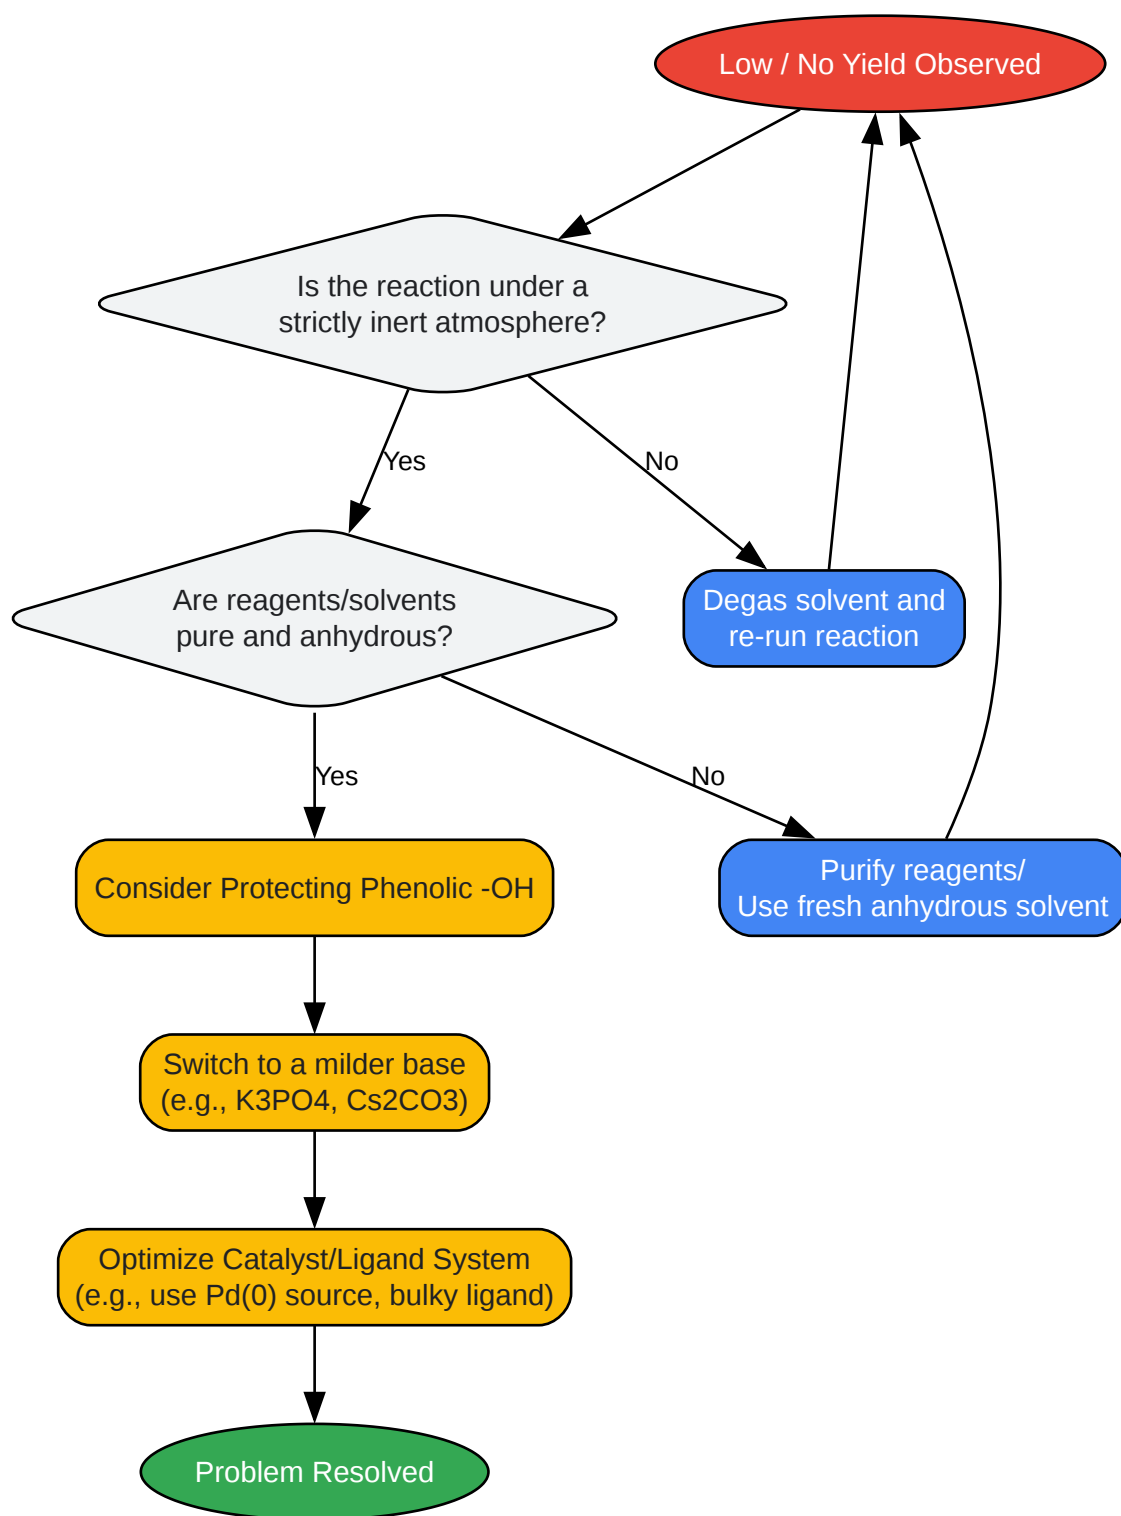 Low / No Yield Observed
Is the reaction under a
strictly inert atmosphere?
Yes
No
Are reagents/solvents
pure and anhydrous?
Degas solvent and
re-run reaction
Yes
No
Consider Protecting Phenolic -OH
Purify reagents/
Use fresh anhydrous solvent
Switch to a milder base
(e.g., K3PO4, Cs2CO3)
Optimize Catalyst/Ligand System
(e.g., use Pd(0) source, bulky ligand)
Problem Resolved